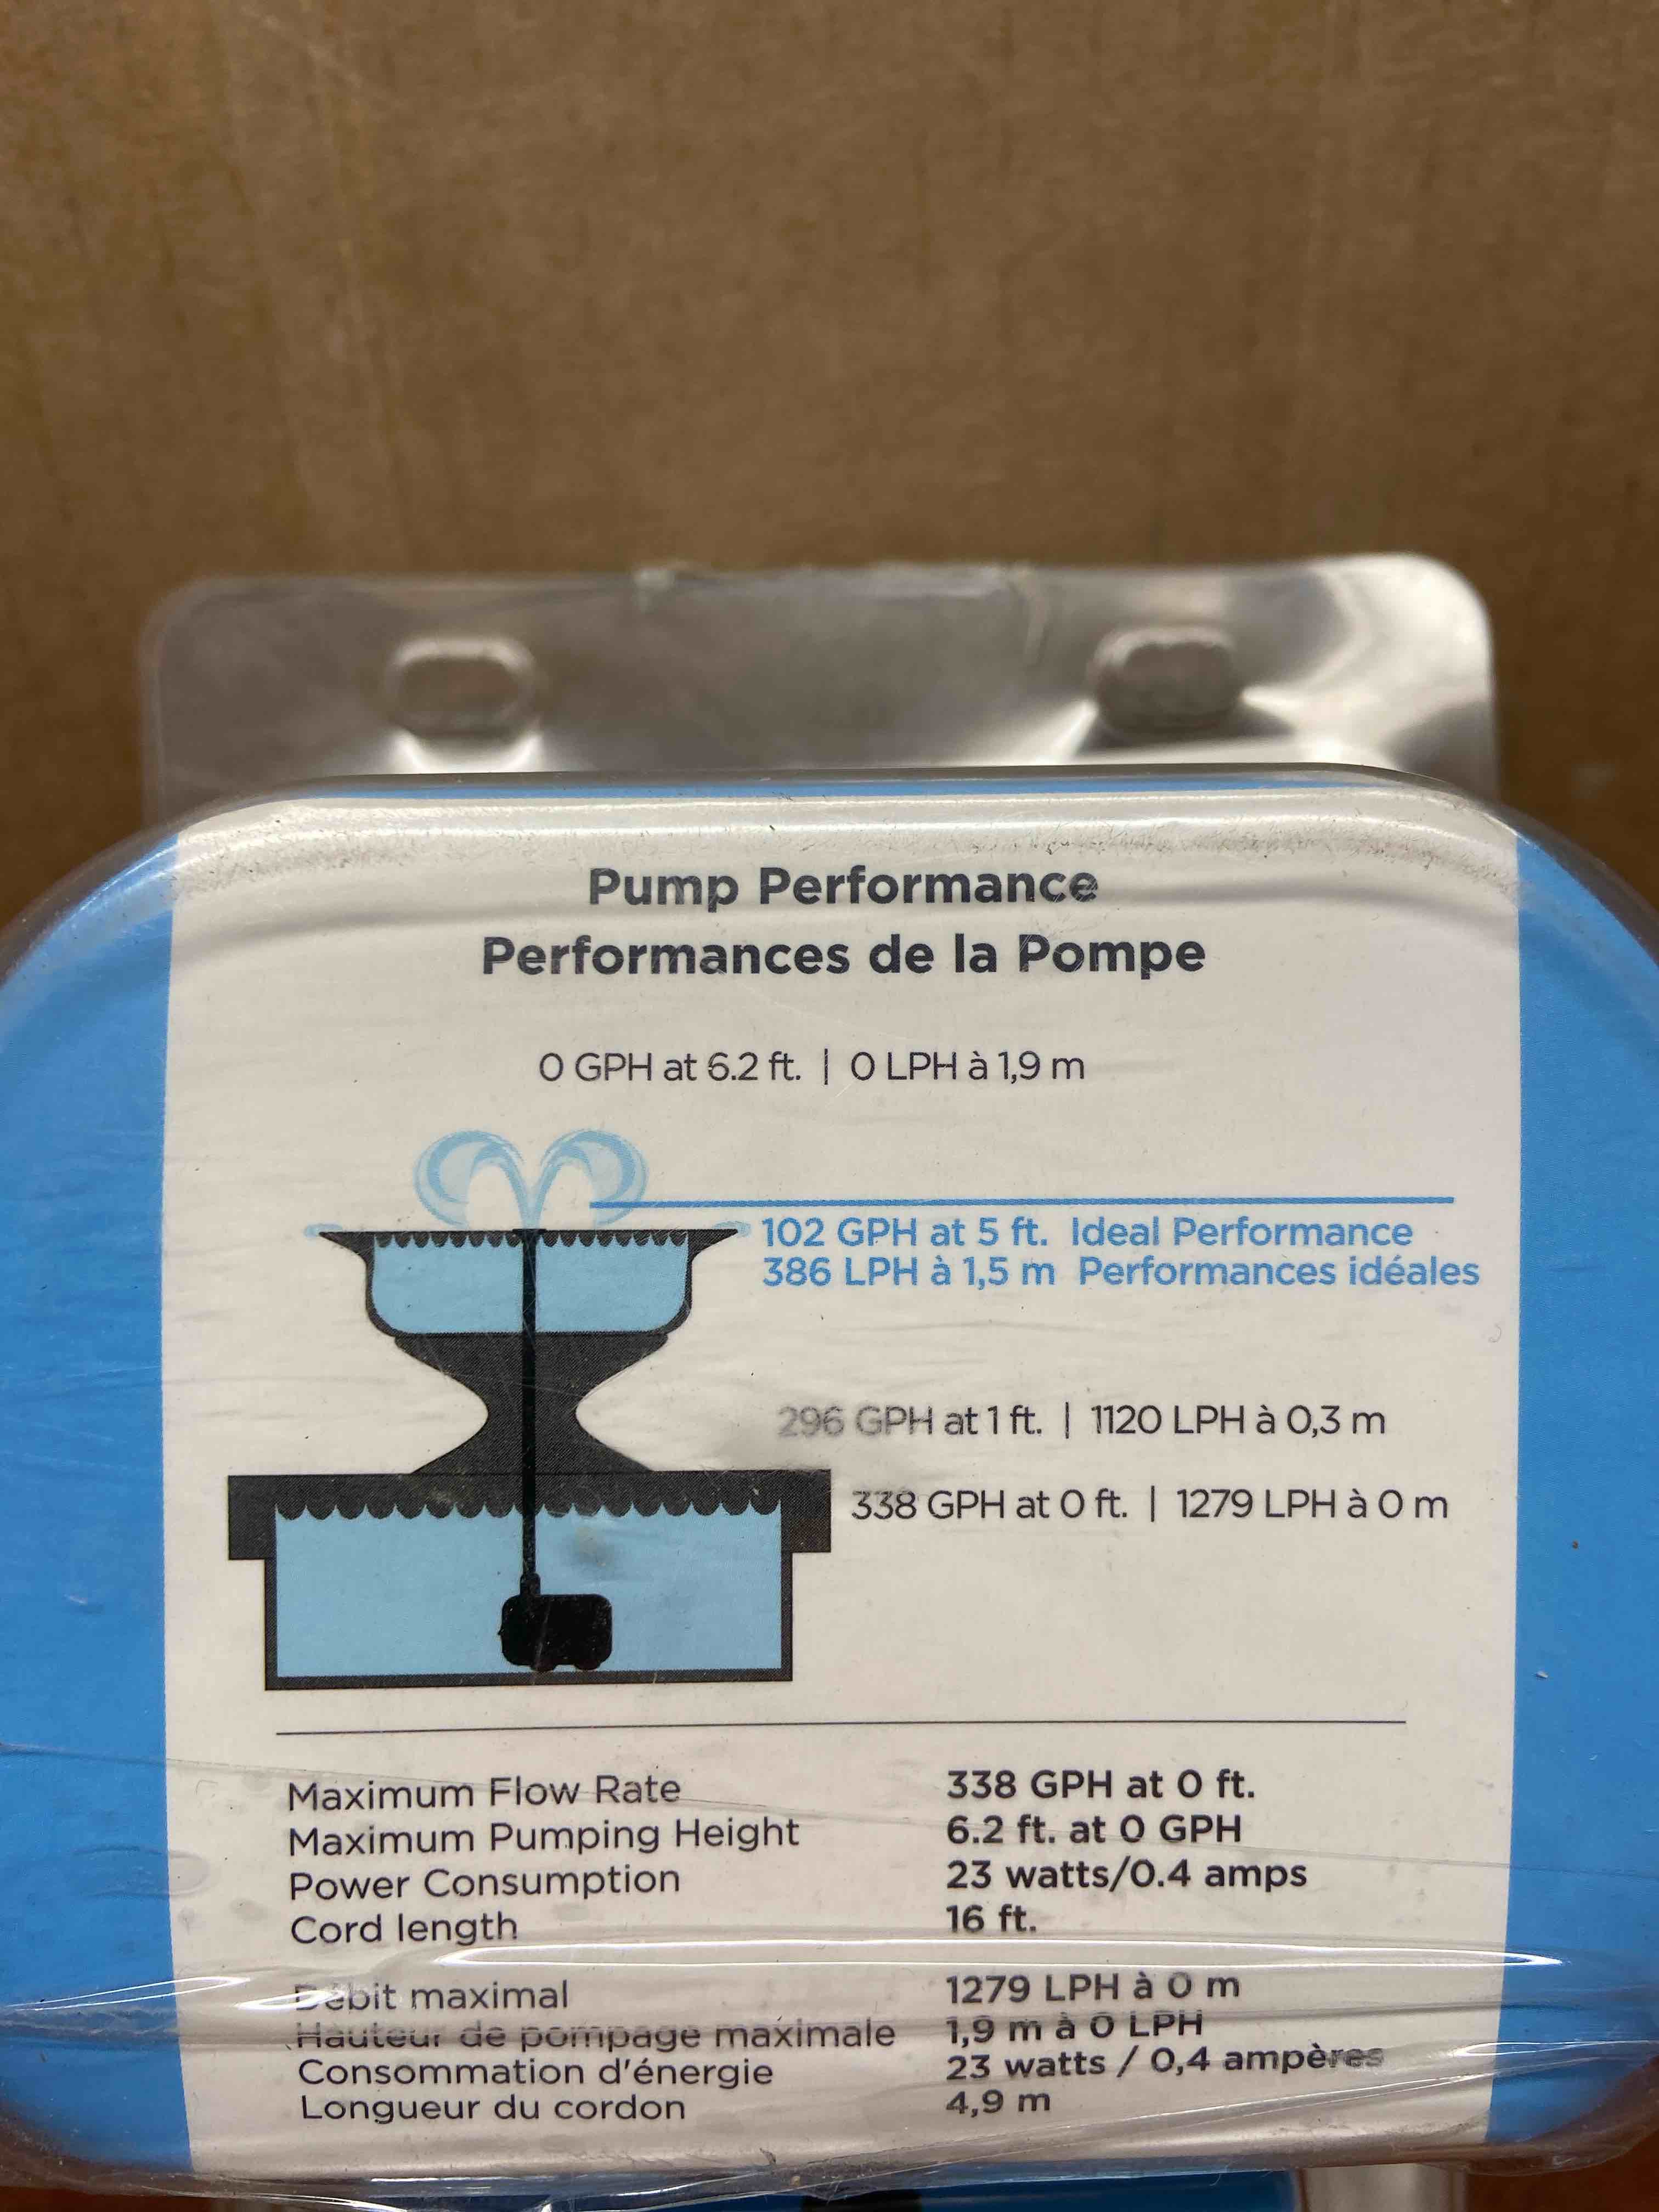 Pump Performance
Performances de la Pompe
0 GPH at 6.2 ft. | 0 LPH à 1,9 m
102 GPH at 5 ft. Ideal Performance
386 LPH à 1,5 m Performances idéales
296 GPH at 1 ft. | 1120 LPH à 0,3 m
338 GPH at 0 ft. | 1279 LPH à 0 m
Maximum Flow Rate 338 GPH at 0 ft.
Maximum Pumping Height 6.2 ft. at 0 GPH
Power Consumption 23 watts/0.4 amps
Cord length 16 ft.
Débit maximal 1279 LPH à 0 m
Hauteur de pompage maximale 1,9 m à 0 LPH
Consommation d'énergie 23 watts / 0,4 ampères
Longueur du cordon 4,9 m